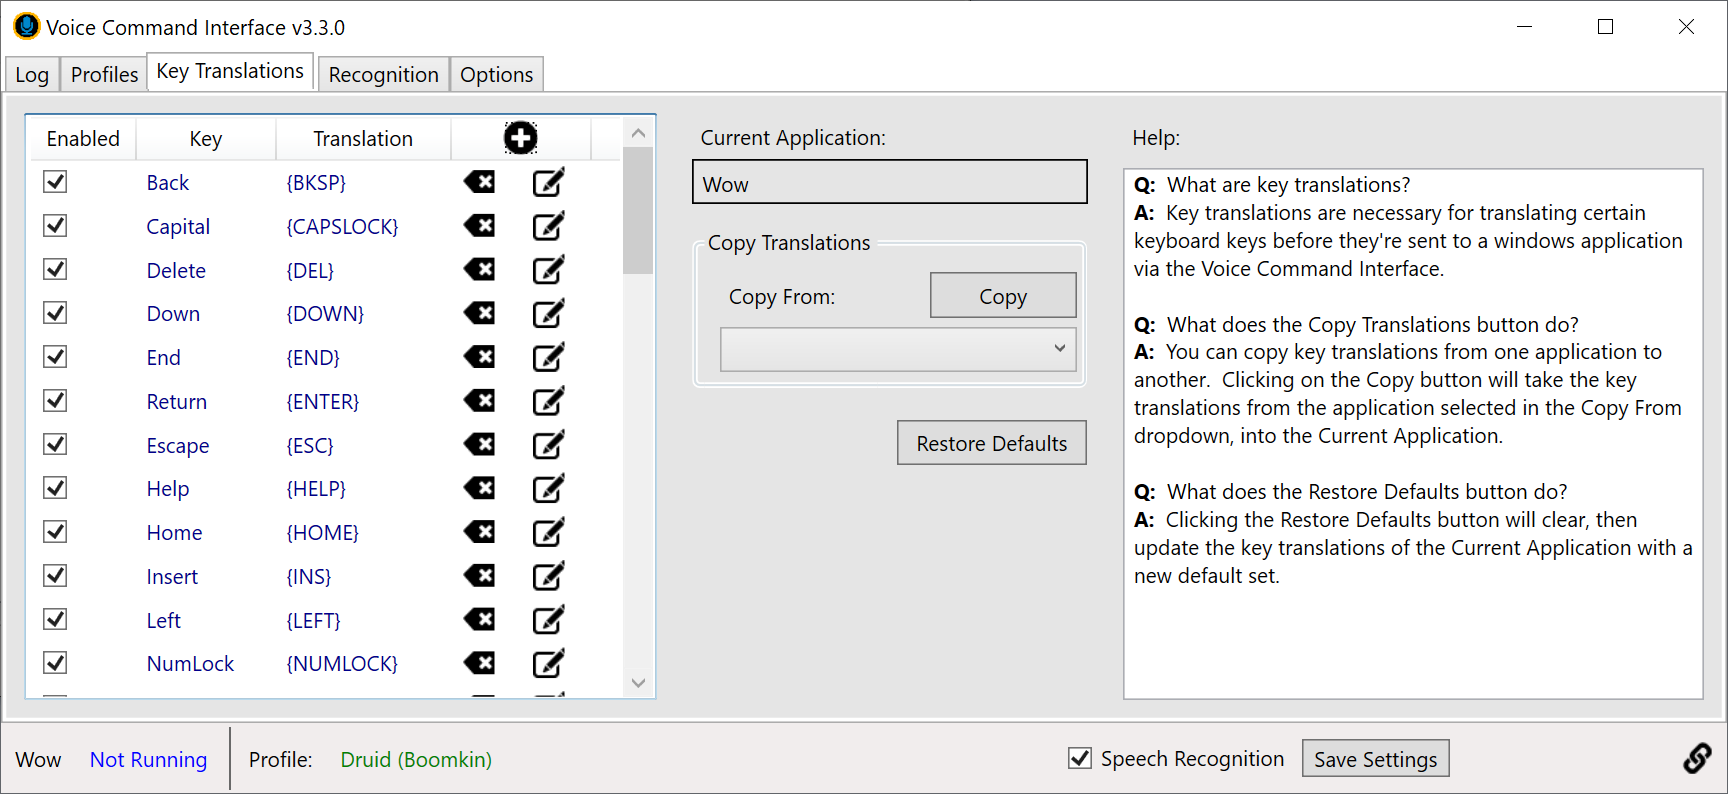 Voice Command Interface v3.3.0
Log Profiles Key Translations Recognition Options
Enabled Key Translation
Back {BKSP}
Capital {CAPSLOCK}
Delete {DEL}
Down {DOWN}
End {END}
Return {ENTER}
Escape {ESC}
Help {HELP}
Home {HOME}
Insert {INS}
Left {LEFT}
NumLock {NUMLOCK}
Current Application:
Wow
Copy Translations
Copy From: Copy
Restore Defaults
Help:
Q: What are key translations?
A: Key translations are necessary for translating certain
keyboard keys before they're sent to a windows application
via the Voice Command Interface.
Q: What does the Copy Translations button do?
A: You can copy key translations from one application to
another. Clicking on the Copy button will take the key
translations from the application selected in the Copy From
dropdown, into the Current Application.
Q: What does the Restore Defaults button do?
A: Clicking the Restore Defaults button will clear, then
update the key translations of the Current Application with a
new default set.
Wow Not Running Profile: Druid (Boomkin) Speech Recognition Save Settings